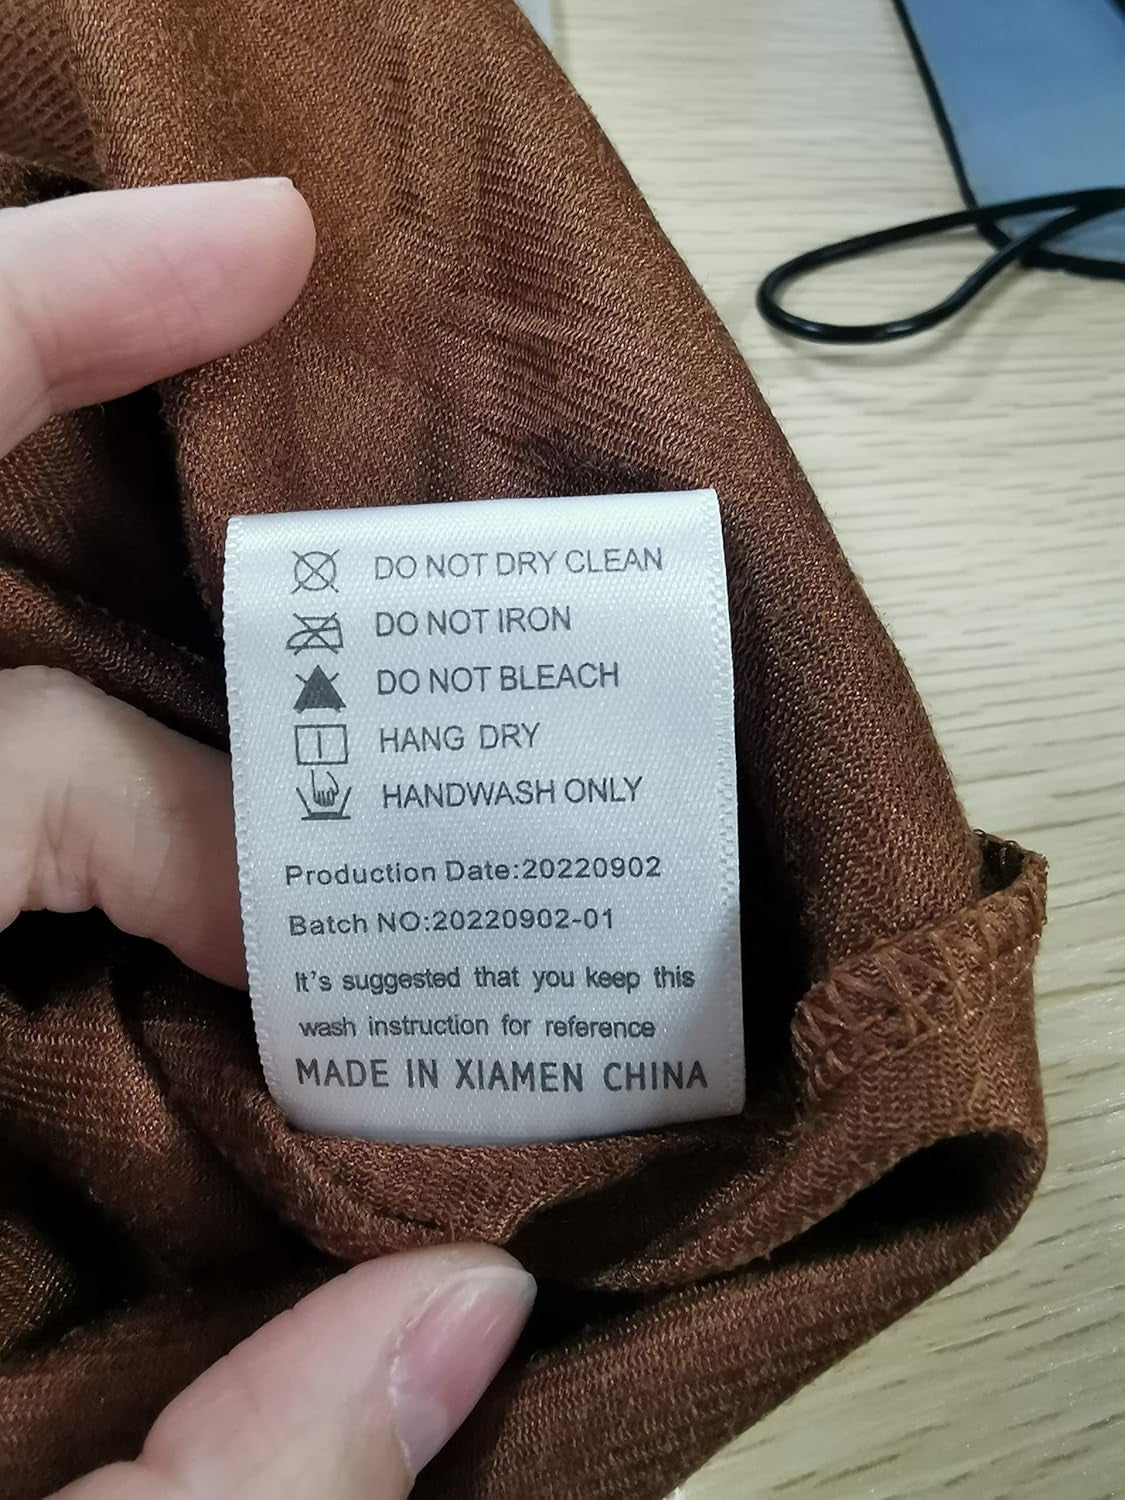 DO NOT DRY CLEAN
DO NOT IRON
DO NOT BLEACH
HANG DRY
HANDWASH ONLY
Production Date:20220902
Batch NO:20220902-01
It's suggested that you keep this
wash instruction for reference
MADE IN XIAMEN CHINA